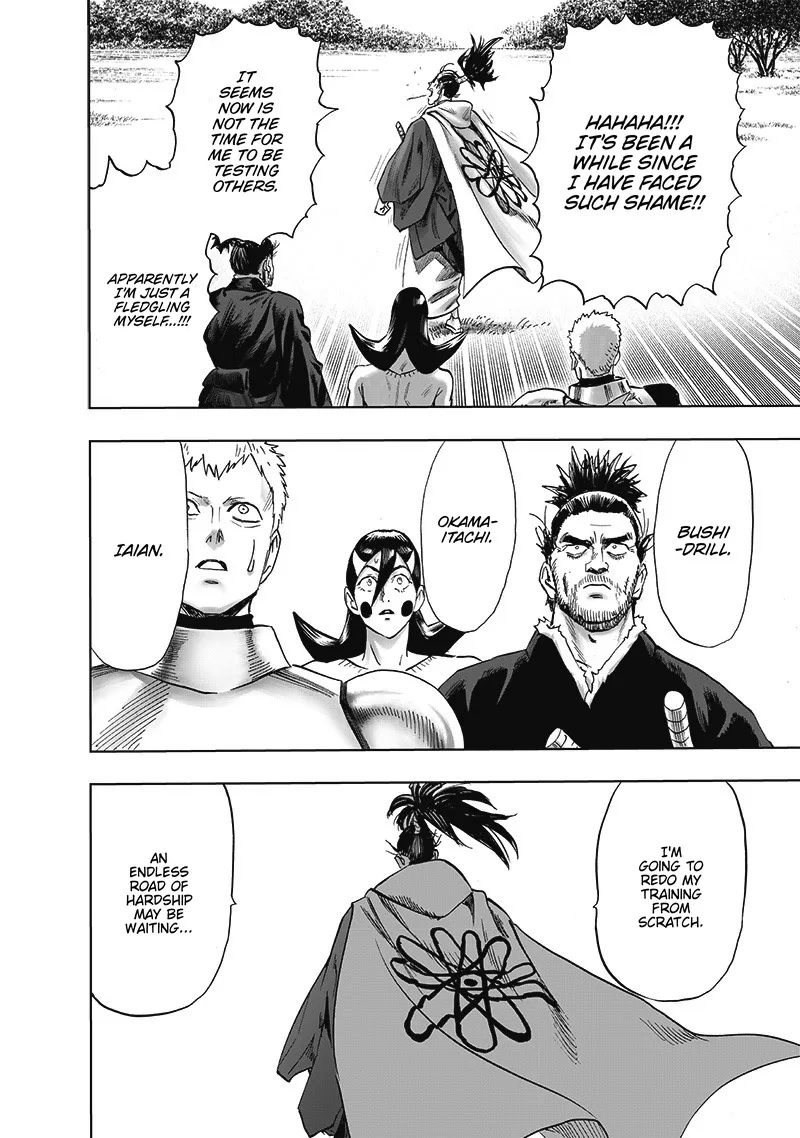 HAHAHA!!!
IT'S BEEN A
WHILE SINCE
I HAVE FACED
SUCH SHAME!!
IT
SEEMS
NOW IS
NOT THE
TIME FOR
ME TO BE
TESTING
OTHERS.
APPARENTLY
I'M JUST A
FLEDGLING
MYSELF...!!!
BUSHI
-DRILL.
OKAMA-
ITACHI.
IAIAN.
I'M
GOING TO
REDO MY
TRAINING
FROM
SCRATCH.
AN
ENDLESS
ROAD OF
HARDSHIP
MAY BE
WAITING...